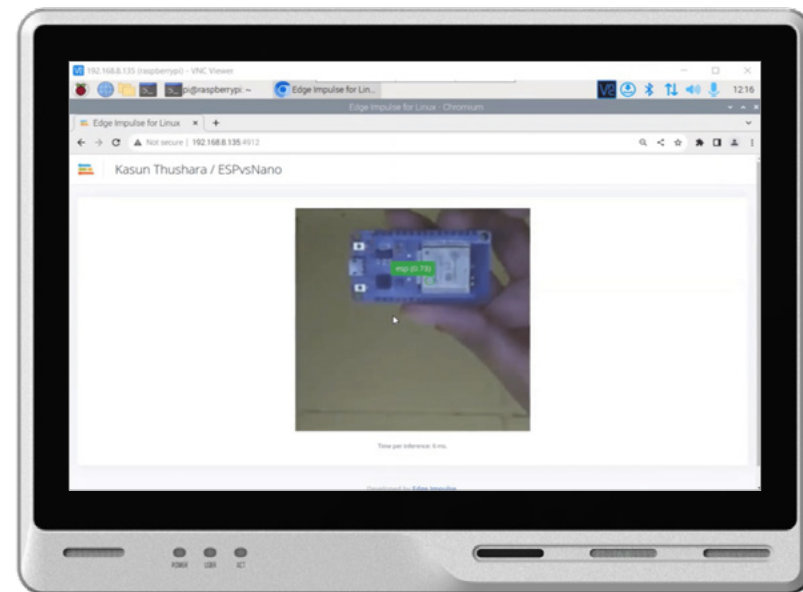 192.168.8.135 (raspberrypi) - VNC Viewer
pi@raspberrypi: ~
Edge Impulse for Lin...
12:16
Edge Impulse for Linux - Chromium
Edge Impulse for Linux
Not secure | 192.168.8.135:4912
Kasun Thushara / ESPvsNano
esp (0.73)
Time per inference: 6 ms.
Developed by Edge Impulse
POWER
USER
ACT